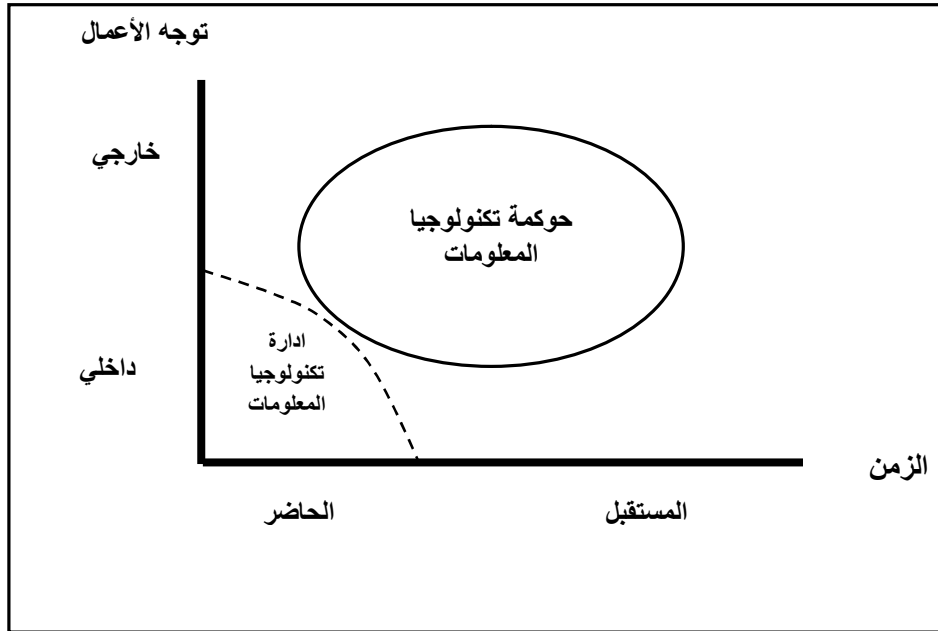 توجه الأعمال
خارجي
حوكمة تكنولوجيا
المعلومات
ادارة
تكنولوجيا
المعلومات
داخلي
الزمن
الحاضر
المستقبل